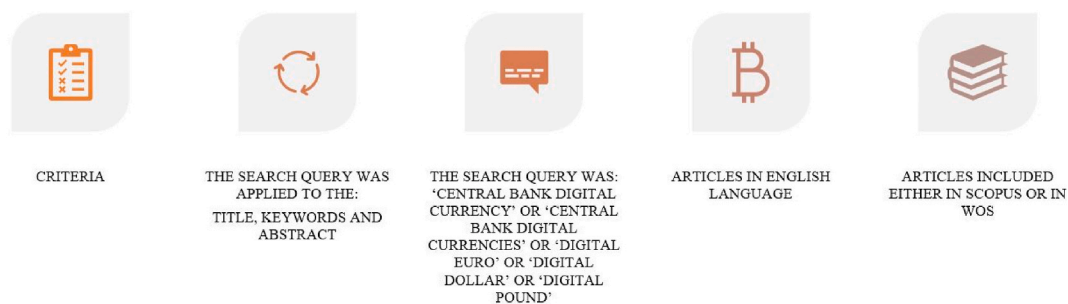 CRITERIA
THE SEARCH QUERY WAS
APPLIED TO THE:
TITLE, KEYWORDS AND
ABSTRACT
THE SEARCH QUERY WAS:
‘CENTRAL BANK DIGITAL
CURRENCY’ OR ‘CENTRAL
BANK DIGITAL
CURRENCIES’ OR ‘DIGITAL
EURO’ OR ‘DIGITAL
DOLLAR’ OR ‘DIGITAL
POUND’
ARTICLES IN ENGLISH
LANGUAGE
ARTICLES INCLUDED
EITHER IN SCOPUS OR IN
WOS